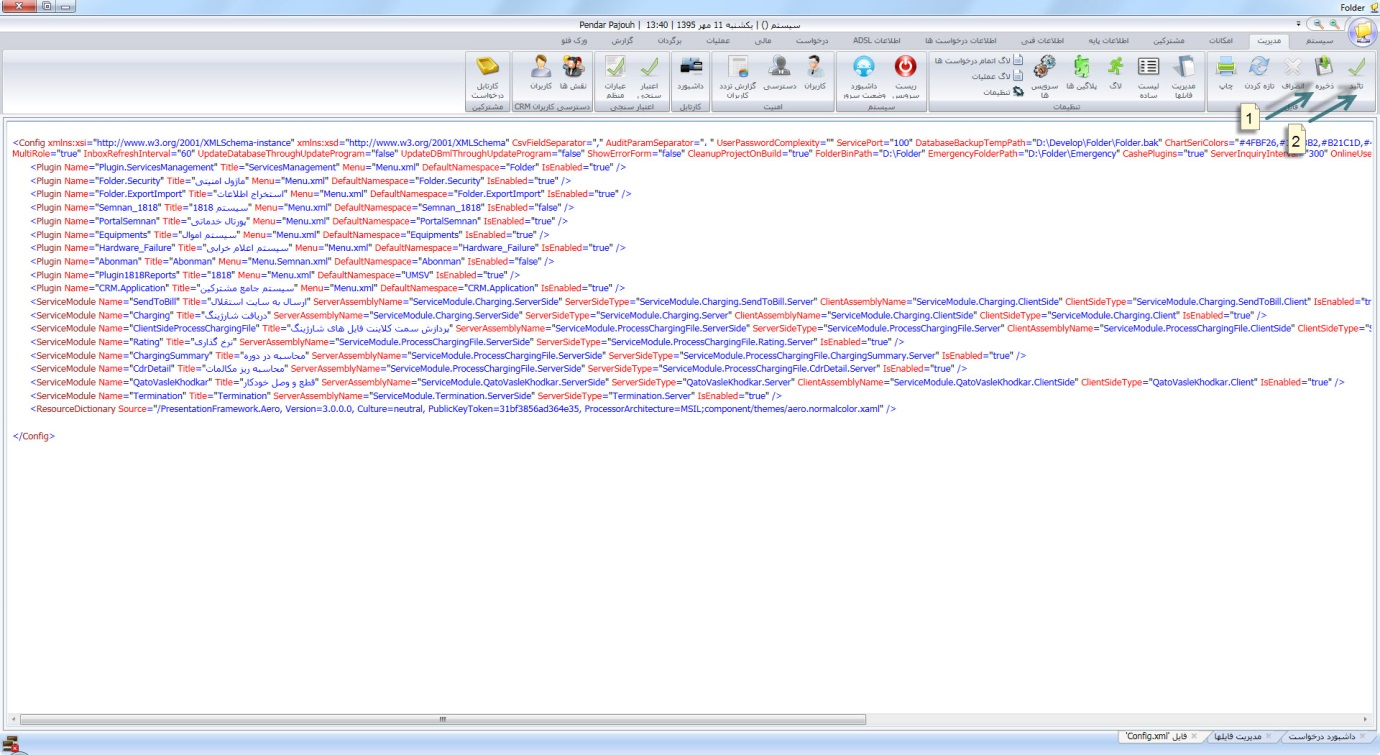 Folder
سیستم () | یکشنبه 11 مهر 1395 | 13:40 | Pendar Pajouh
سیستم مدیریت امکانات مشترکین اطلاعات پایه اطلاعات فنی اطلاعات درخواست ها اطلاعات ADSL درخواست مالی عملیات برگردان گزارش ورک فلو
تائید ذخیره انصراف تازه کردن چاپ
مدیریت فایلها لیست ساده لاگ پلاگین ها سرویس ها
لاگ انجام درخواست ها
لاگ عملیات
تنظیمات
ریست سرویس داشبورد وضعیت سرور
کاربران دسترسی گزارش تردد کاربران
داشبورد
اعتبار سنجی عبارات منظم
نقش ها کاربران
کارتابل درخواست
تنظیمات سیستم امنیت کارتابل اعتبار سنجی دسترسی کاربران CRM مشترکین
1
2
<Config xmlns:xsi="http://www.w3.org/2001/XMLSchema-instance" xmlns:xsd="http://www.w3.org/2001/XMLSchema" CsvFieldSeparator="," AuditParamSeparator="، " UserPasswordComplexity="" ServicePort="100" DatabaseBackupTempPath="D:\Develop\Folder\Folder.bak" ChartSeriColors="#4FBF26,#
MultiRole="true" InboxRefreshInterval="60" UpdateDatabaseThroughUpdateProgram="false" UpdateDBmlThroughUpdateProgram="false" ShowErrorForm="false" CleanupProjectOnBuild="true" FolderBinPath="D:\Folder" EmergencyFolderPath="D:\Folder\Emergency" CashePlugins="true" ServerInquiryInter ="300" OnlineUse
<Plugin Name="Plugin.ServicesManagement" Title="ServicesManagement" Menu="Menu.xml" DefaultNamespace="Folder" IsEnabled="true" />
<Plugin Name="Folder.Security" Title="ماژول امنیتی" Menu="Menu.xml" DefaultNamespace="Folder.Security" IsEnabled="true" />
<Plugin Name="Folder.ExportImport" Title="استخراج اطلاعات" Menu="Menu.xml" DefaultNamespace="Folder.ExportImport" IsEnabled="true" />
<Plugin Name="Semnan_1818" Title="سیستم 1818" Menu="Menu.xml" DefaultNamespace="Semnan_1818" IsEnabled="false" />
<Plugin Name="PortalSemnan" Title="پورتال خدماتی" Menu="Menu.xml" DefaultNamespace="PortalSemnan" IsEnabled="true" />
<Plugin Name="Equipments" Title="سیستم اموال" Menu="Menu.xml" DefaultNamespace="Equipments" IsEnabled="true" />
<Plugin Name="Hardware_Failure" Title="سیستم اعلام خرابی" Menu="Menu.xml" DefaultNamespace="Hardware_Failure" IsEnabled="true" />
<Plugin Name="Abonman" Title="Abonman" Menu="Menu.Semnan.xml" DefaultNamespace="Abonman" IsEnabled="false" />
<Plugin Name="Plugin1818Reports" Title="1818" Menu="Menu.xml" DefaultNamespace="UMSV" IsEnabled="true" />
<Plugin Name="CRM.Application" Title="سیستم جامع مشترکین" Menu="Menu.xml" DefaultNamespace="CRM.Application" IsEnabled="true" />
<ServiceModule Name="SendToBill" Title="ارسال به سایت استقلال" ServerAssemblyName="ServiceModule.Charging.ServerSide" ServerSideType="ServiceModule.Charging.SendToBill.Server" ClientAssemblyName="ServiceModule.Charging.ClientSide" ClientSideType="ServiceModule.Charging.SendToBill.Client" IsEnabled="tr
<ServiceModule Name="Charging" Title="دریافت شارژینگ" ServerAssemblyName="ServiceModule.Charging.ServerSide" ServerSideType="ServiceModule.Charging.Server" ClientAssemblyName="ServiceModule.Charging.ClientSide" ClientSideType="ServiceModule.Charging.Client" IsEnabled="true" />
<ServiceModule Name="ClientSideProcessChargingFile" Title="پردازش سمت کلاینت فایل های شارژینگ" ServerAssemblyName="ServiceModule.ProcessChargingFile.ServerSide" ServerSideType="ServiceModule.ProcessChargingFile.Server" ClientAssemblyName="ServiceModule.ProcessChargingFile.ClientSide" ClientSideType="S
<ServiceModule Name="Rating" Title="نرخ گذاری" ServerAssemblyName="ServiceModule.ProcessChargingFile.ServerSide" ServerSideType="ServiceModule.ProcessChargingFile.Rating.Server" IsEnabled="true" />
<ServiceModule Name="ChargingSummary" Title="محاسبه در دوره" ServerAssemblyName="ServiceModule.ProcessChargingFile.ServerSide" ServerSideType="ServiceModule.ProcessChargingFile.ChargingSummary.Server" IsEnabled="true" />
<ServiceModule Name="CdrDetail" Title="محاسبه ریز مکالمات" ServerAssemblyName="ServiceModule.ProcessChargingFile.ServerSide" ServerSideType="ServiceModule.ProcessChargingFile.CdrDetail.Server" IsEnabled="true" />
<ServiceModule Name="QatoVasleKhodkar" Title="قطع و وصل خودکار" ServerAssemblyName="ServiceModule.QatoVasleKhodkar.ServerSide" ServerSideType="QatoVasleKhodkar.Server" ClientAssemblyName="ServiceModule.QatoVasleKhodkar.ClientSide" ClientSideType="QatoVasleKhodkar.Client" IsEnabled="true" />
<ServiceModule Name="Termination" Title="Termination" ServerAssemblyName="ServiceModule.Termination.ServerSide" ServerSideType="Termination.Server" IsEnabled="true" />
<ResourceDictionary Source="/PresentationFramework.Aero, Version=3.0.0.0, Culture=neutral, PublicKeyToken=31bf3856ad364e35, ProcessorArchitecture=MSIL;component/themes/aero.normalcolor.xaml" />
</Config>
داشبورد درخواست مدیریت فایلها فایل 'Config.xml'